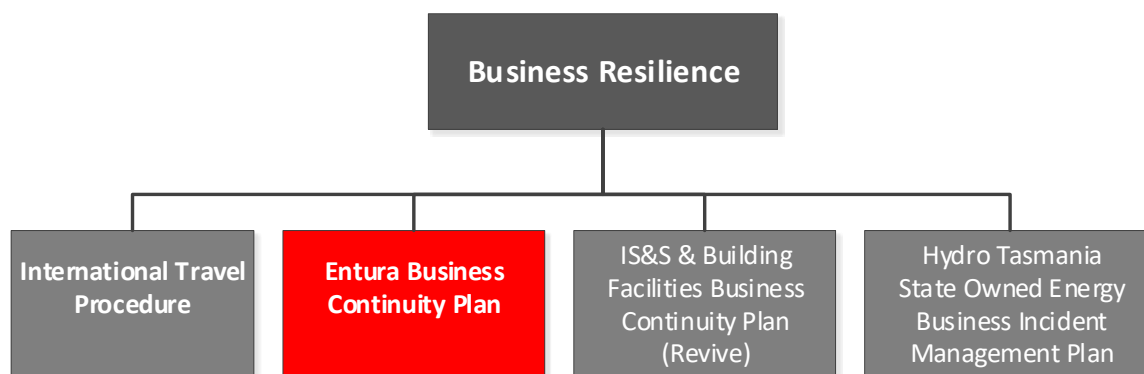 Business Resilience
International Travel
Procedure
Entura Business
Continuity Plan
IS&S & Building
Facilities Business
Continuity Plan
(Revive)
Hydro Tasmania
State Owned Energy
Business Incident
Management Plan